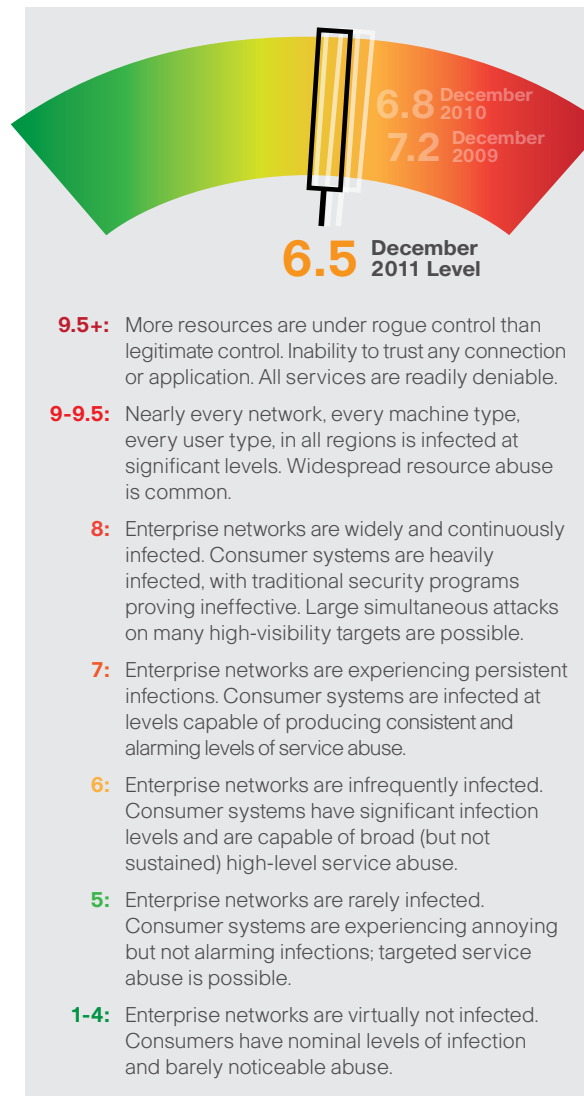 6.8 December
2010
7.2 December
2009
6.5 December
2011 Level
9.5+: More resources are under rogue control than
legitimate control. Inability to trust any connection
or application. All services are readily deniable.
9-9.5: Nearly every network, every machine type,
every user type, in all regions is infected at
significant levels. Widespread resource abuse
is common.
8: Enterprise networks are widely and continuously
infected. Consumer systems are heavily
infected, with traditional security programs
proving ineffective. Large simultaneous attacks
on many high-visibility targets are possible.
7: Enterprise networks are experiencing persistent
infections. Consumer systems are infected at
levels capable of producing consistent and
alarming levels of service abuse.
6: Enterprise networks are infrequently infected.
Consumer systems have significant infection
levels and are capable of broad (but not
sustained) high-level service abuse.
5: Enterprise networks are rarely infected.
Consumer systems are experiencing annoying
but not alarming infections; targeted service
abuse is possible.
1-4: Enterprise networks are virtually not infected.
Consumers have nominal levels of infection
and barely noticeable abuse.